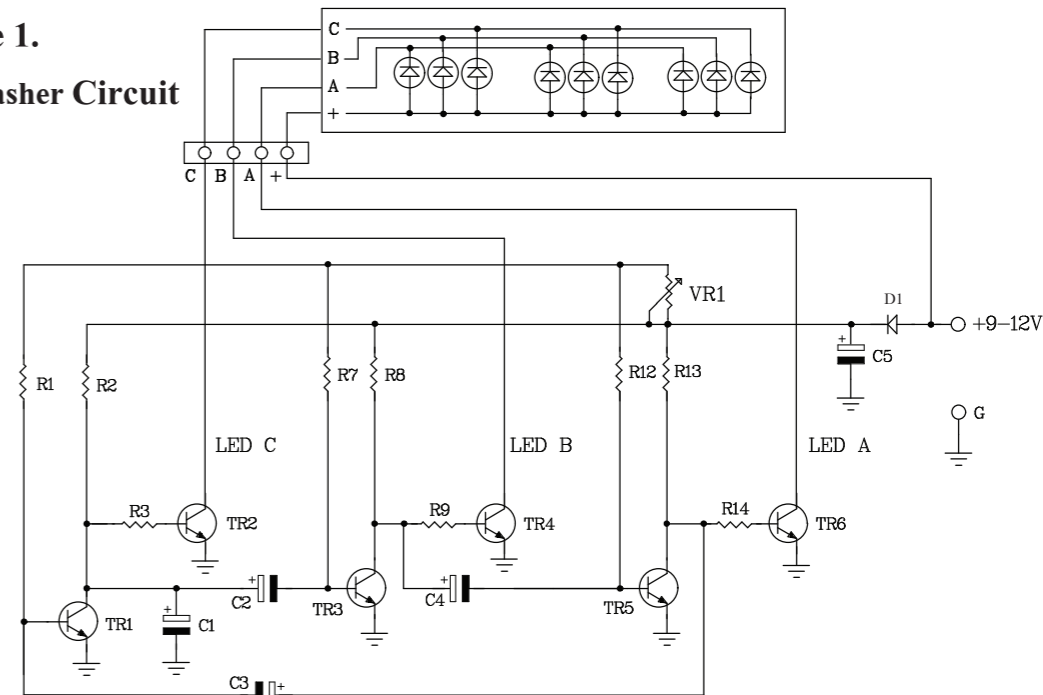 e 1.
asher Circuit
C
B
A
+
C B A +
VR1
D1
+9-12V
C5
R1 R2 R7 R8 R12 R13
G
LED C LED B LED A
R3 TR2 R9 TR4 R14 TR6
+ C2 TR3 + C4 TR5
TR1 + C1
C3 +